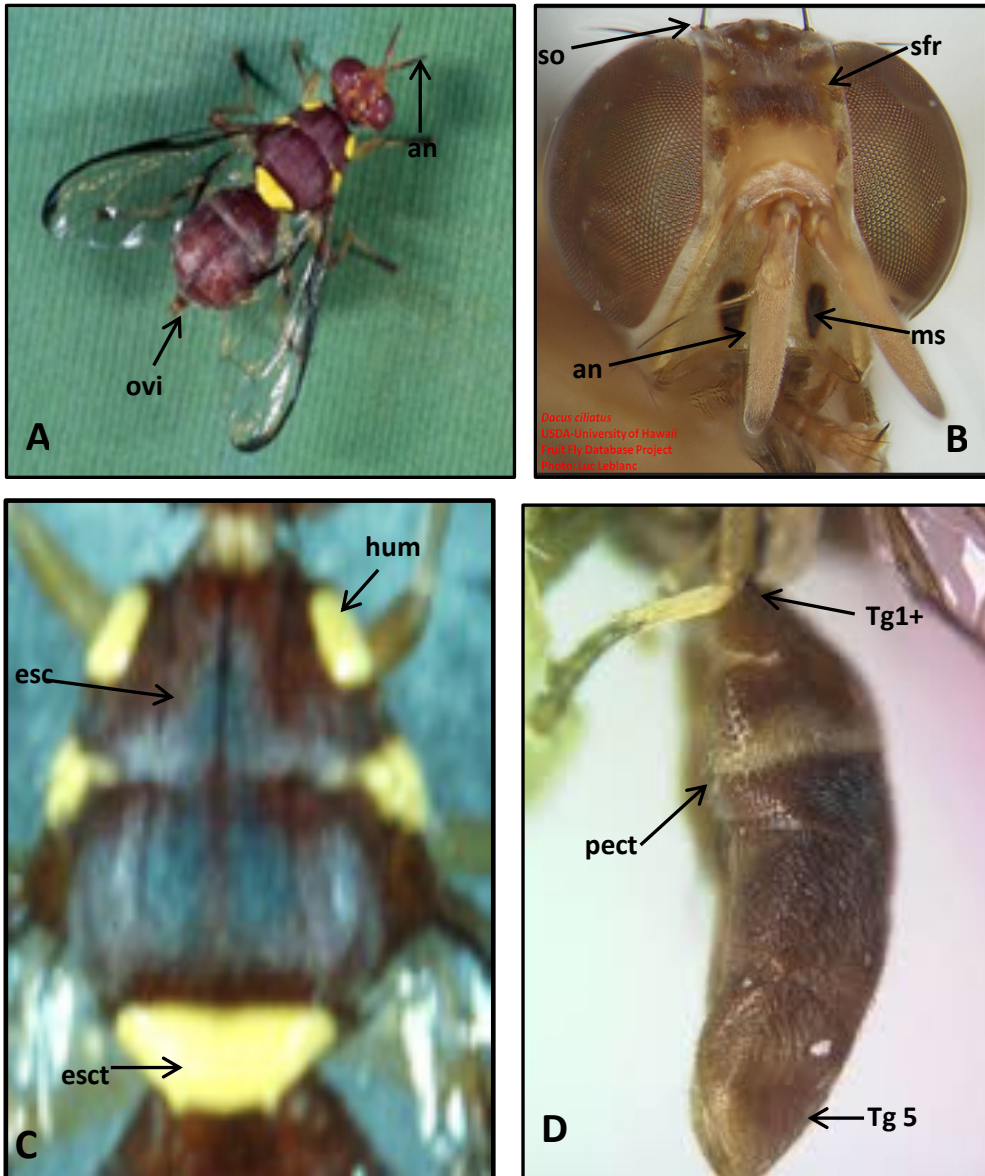 an
ovi
A
so
sfr
an
ms
Dacus ciliatus
USDA-University of Hawaii
Fruit Fly Database Project
Photo: Luc Leblanc
B
hum
esc
esct
C
Tg1+
pect
Tg 5
D